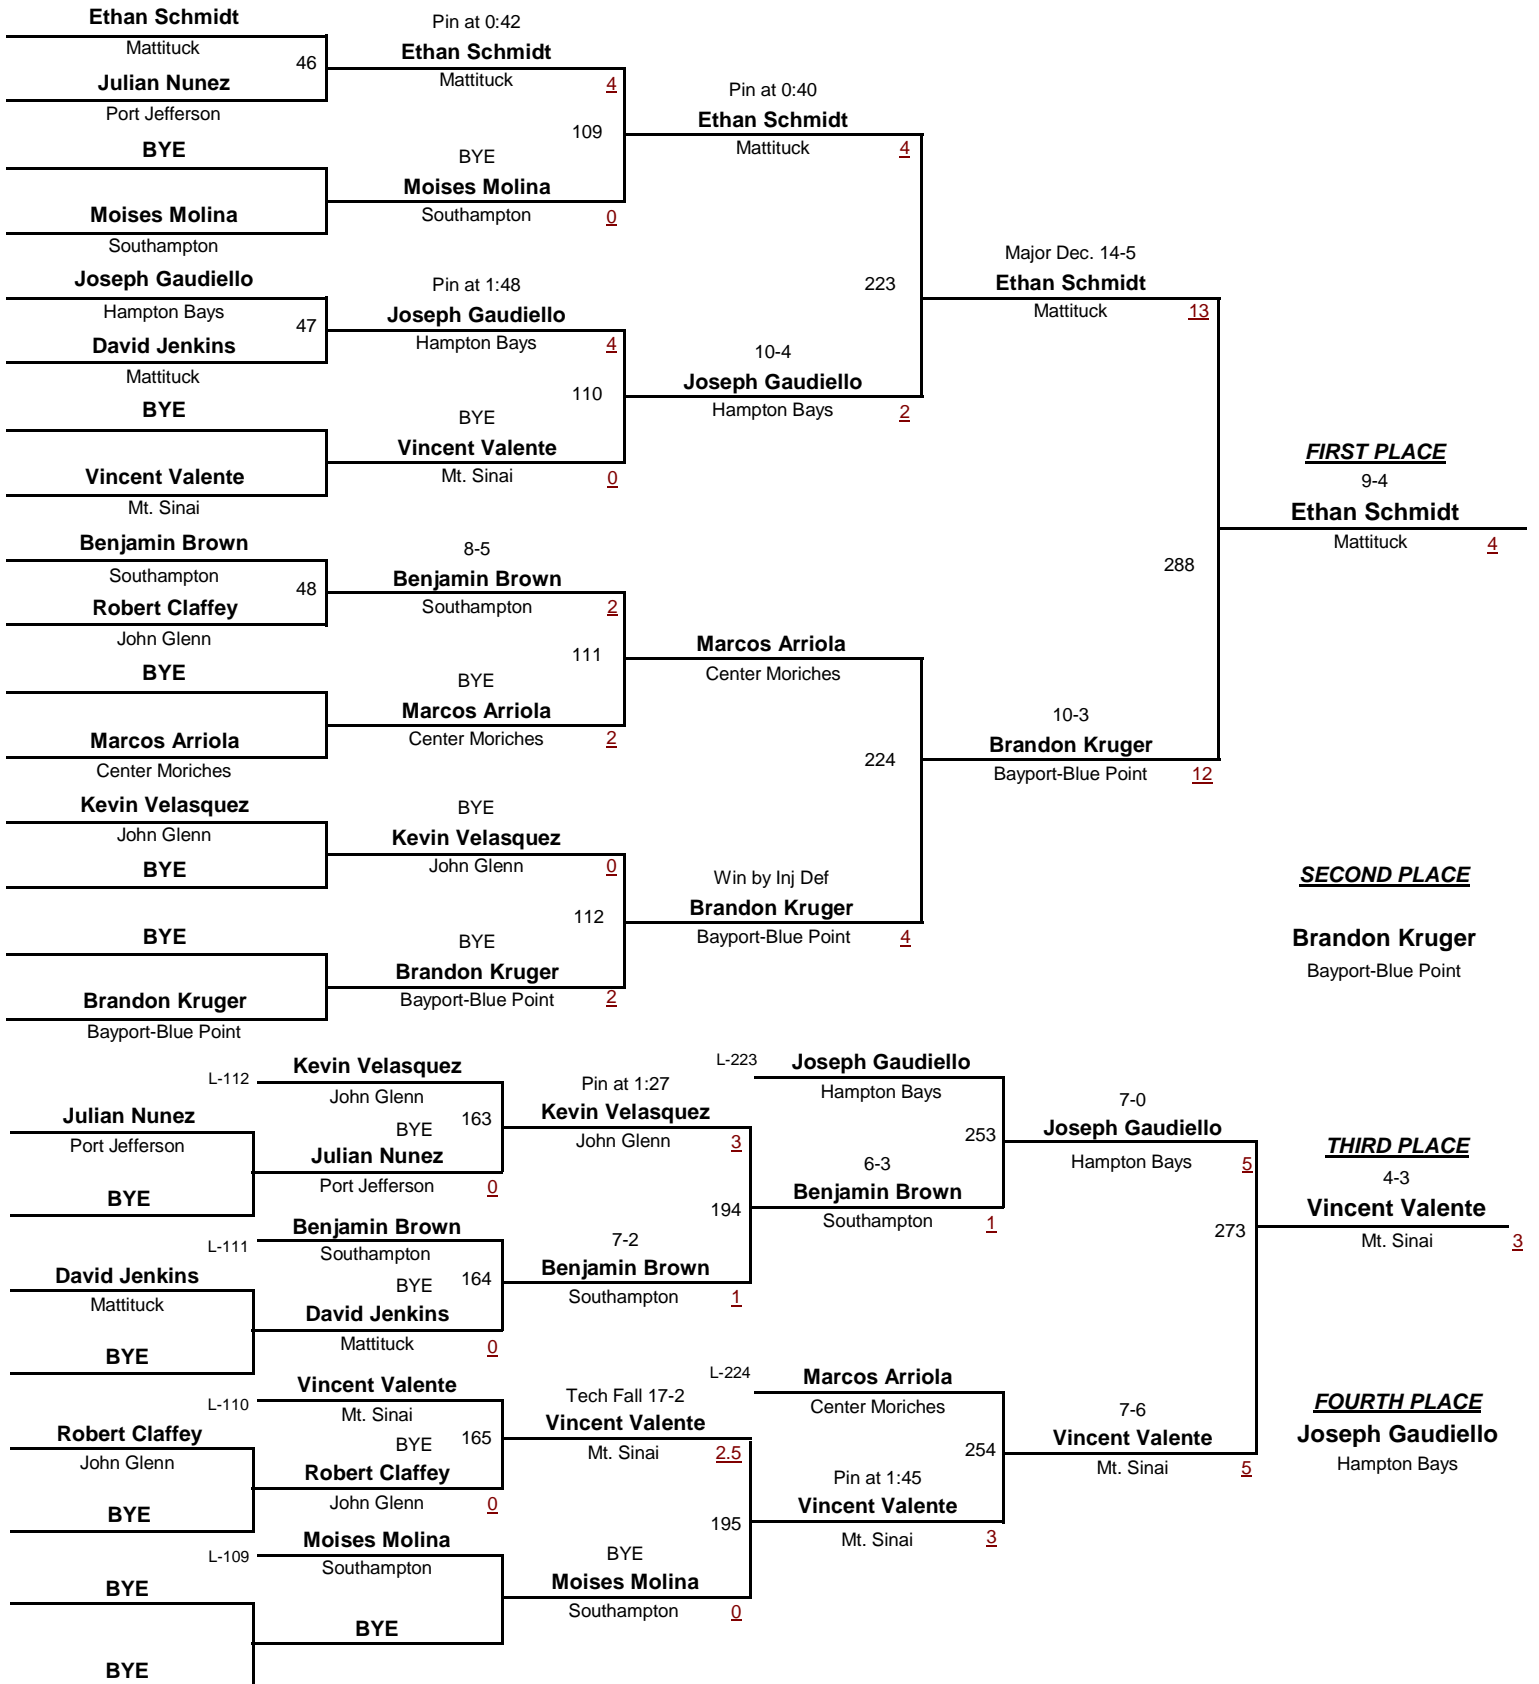 Ethan Schmidt
Mattituck
46
Julian Nunez
Port Jefferson
BYE
Moises Molina
Southampton
Joseph Gaudiello
Hampton Bays
47
David Jenkins
Mattituck
BYE
Vincent Valente
Mt. Sinai
Benjamin Brown
Southampton
48
Robert Claffey
John Glenn
BYE
Marcos Arriola
Center Moriches
Kevin Velasquez
John Glenn
BYE
BYE
Brandon Kruger
Bayport-Blue Point
Pin at 0:42
Ethan Schmidt
Mattituck 4
109
BYE
Moises Molina
Southampton 0
Pin at 1:48
Joseph Gaudiello
Hampton Bays 4
110
BYE
Vincent Valente
Mt. Sinai 0
8-5
Benjamin Brown
Southampton 2
111
BYE
Marcos Arriola
Center Moriches 2
BYE
Kevin Velasquez
John Glenn 0
112
BYE
Brandon Kruger
Bayport-Blue Point 2
Pin at 0:40
Ethan Schmidt
Mattituck 4
223
10-4
Joseph Gaudiello
Hampton Bays 2
Marcos Arriola
Center Moriches
224
Win by Inj Def
Brandon Kruger
Bayport-Blue Point 4
Major Dec. 14-5
Ethan Schmidt
Mattituck 13
288
10-3
Brandon Kruger
Bayport-Blue Point 12
FIRST PLACE
9-4
Ethan Schmidt
Mattituck 4
SECOND PLACE
Brandon Kruger
Bayport-Blue Point
Julian Nunez
Port Jefferson
BYE
David Jenkins
Mattituck
BYE
Robert Claffey
John Glenn
BYE
BYE
BYE
L-112 Kevin Velasquez
John Glenn
163
BYE
Julian Nunez
Port Jefferson 0
L-111 Benjamin Brown
Southampton
164
BYE
David Jenkins
Mattituck 0
L-110 Vincent Valente
Mt. Sinai
165
BYE
Robert Claffey
John Glenn 0
L-109 Moises Molina
Southampton
BYE
Pin at 1:27
Kevin Velasquez
John Glenn 3
194
7-2
Benjamin Brown
Southampton 1
Tech Fall 17-2
Vincent Valente
Mt. Sinai 2.5
195
BYE
Moises Molina
Southampton 0
L-223 Joseph Gaudiello
Hampton Bays
253
6-3
Benjamin Brown
Southampton 1
L-224 Marcos Arriola
Center Moriches
254
Pin at 1:45
Vincent Valente
Mt. Sinai 3
7-0
Joseph Gaudiello
Hampton Bays 5
273
7-6
Vincent Valente
Mt. Sinai 5
THIRD PLACE
4-3
Vincent Valente
Mt. Sinai 3
FOURTH PLACE
Joseph Gaudiello
Hampton Bays